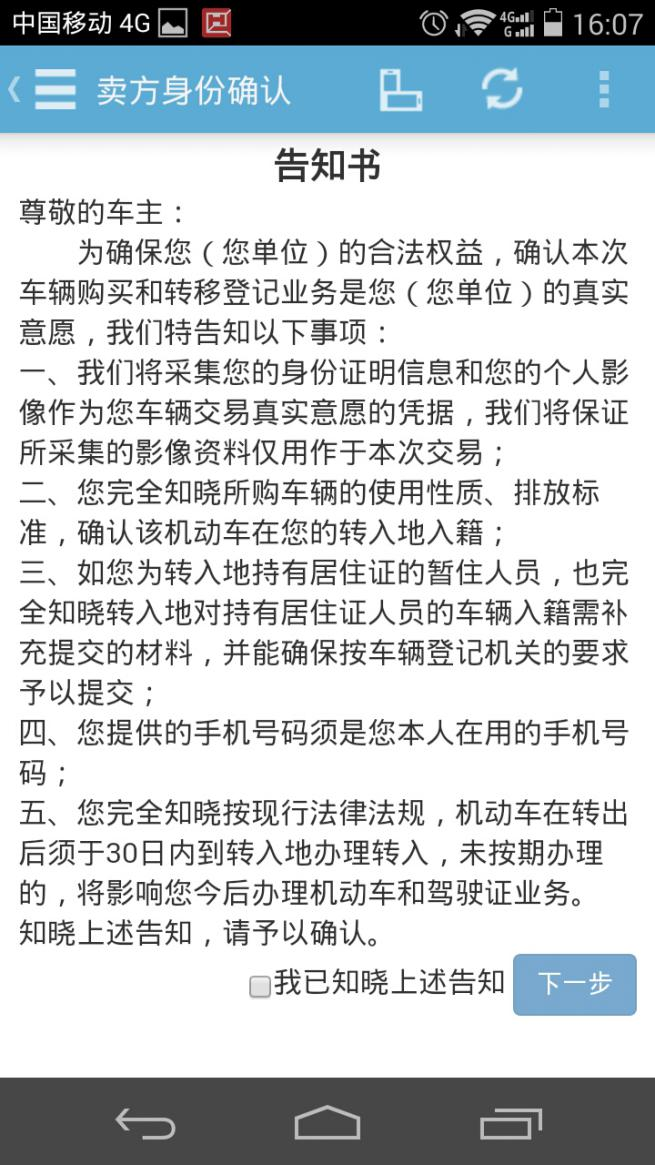 中国移动 4G
4G
G
16:07
卖方身份确认
告知书
尊敬的车主：
为确保您（您单位）的合法权益，确认本次
车辆购买和转移登记业务是您（您单位）的真实
意愿，我们特告知以下事项：
一、我们将采集您的身份证明信息和您的个人影
像作为您车辆交易真实意愿的凭据，我们将保证
所采集的影像资料仅用作于本次交易；
二、您完全知晓所购车辆的使用性质、排放标
准，确认该机动车在您的转入地入籍；
三、如您为转入地持有居住证的暂住人员，也完
全知晓转入地对持有居住证人员的车辆入籍需补
充提交的材料，并能确保按车辆登记机关的要求
予以提交；
四、您提供的手机号码须是您本人在用的手机号
码；
五、您完全知晓按现行法律法规，机动车在转出
后须于30日内到转入地办理转入，未按期办理
的，将影响您今后办理机动车和驾驶证业务。
知晓上述告知，请予以确认。
我已知晓上述告知
下一步